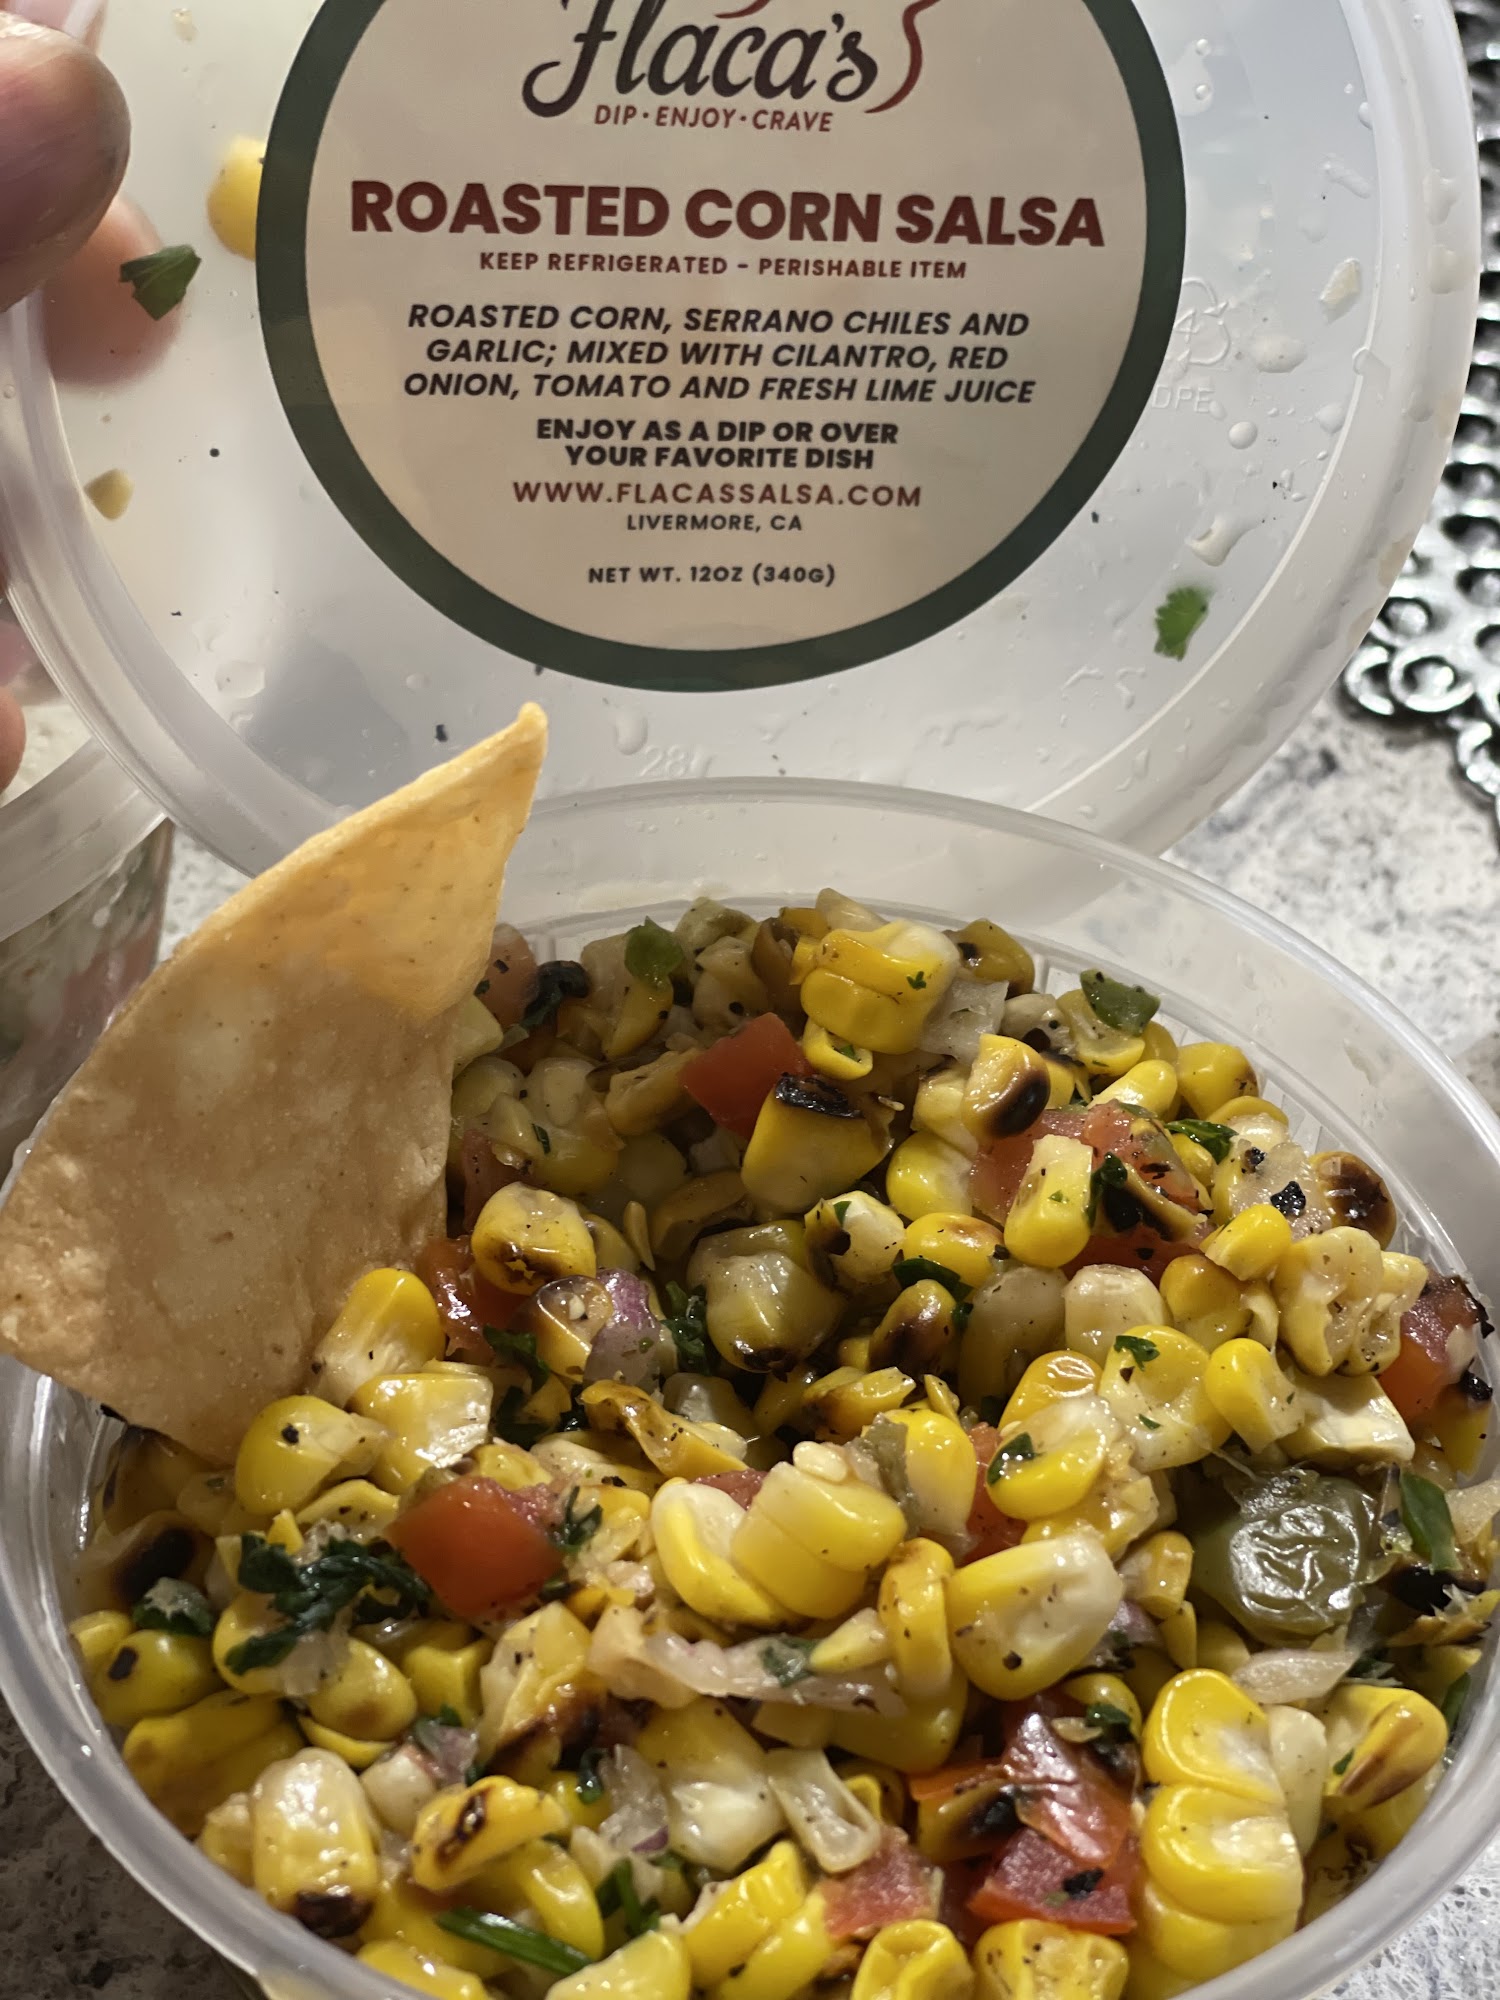 Flaca's
DIP · ENJOY · CRAVE
ROASTED CORN SALSA
KEEP REFRIGERATED - PERISHABLE ITEM
ROASTED CORN, SERRANO CHILES AND
GARLIC; MIXED WITH CILANTRO, RED
ONION, TOMATO AND FRESH LIME JUICE
ENJOY AS A DIP OR OVER
YOUR FAVORITE DISH
WWW.FLACASSALSA.COM
LIVERMORE, CA
NET WT. 12OZ (340G)
4